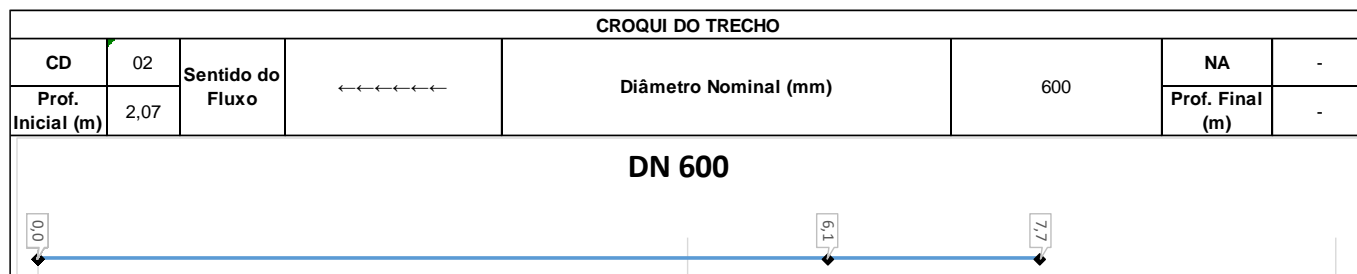 CROQUI DO TRECHO
CD 02 Sentido do Fluxo ←←←←←← Diâmetro Nominal (mm) 600 NA -
Prof. Inicial (m) 2,07 Prof. Final (m) -
DN 600
0,0 6,1 7,7